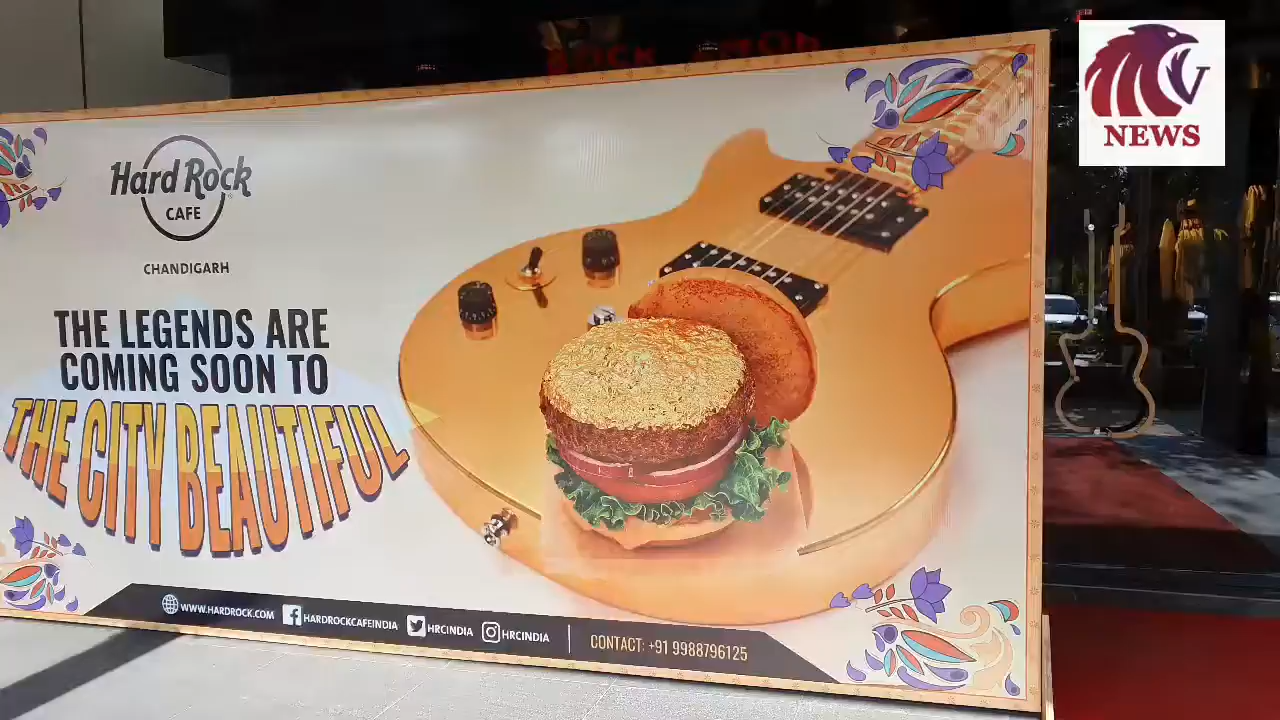 Hard Rock
CAFE
CHANDIGARH
THE LEGENDS ARE
COMING SOON TO
THE CITY BEAUTIFUL
WWW.HARDROCK.COM HARDROCKCAFEINDIA HRCINDIA HRCINDIA CONTACT: +91 9988796125
V
NEWS